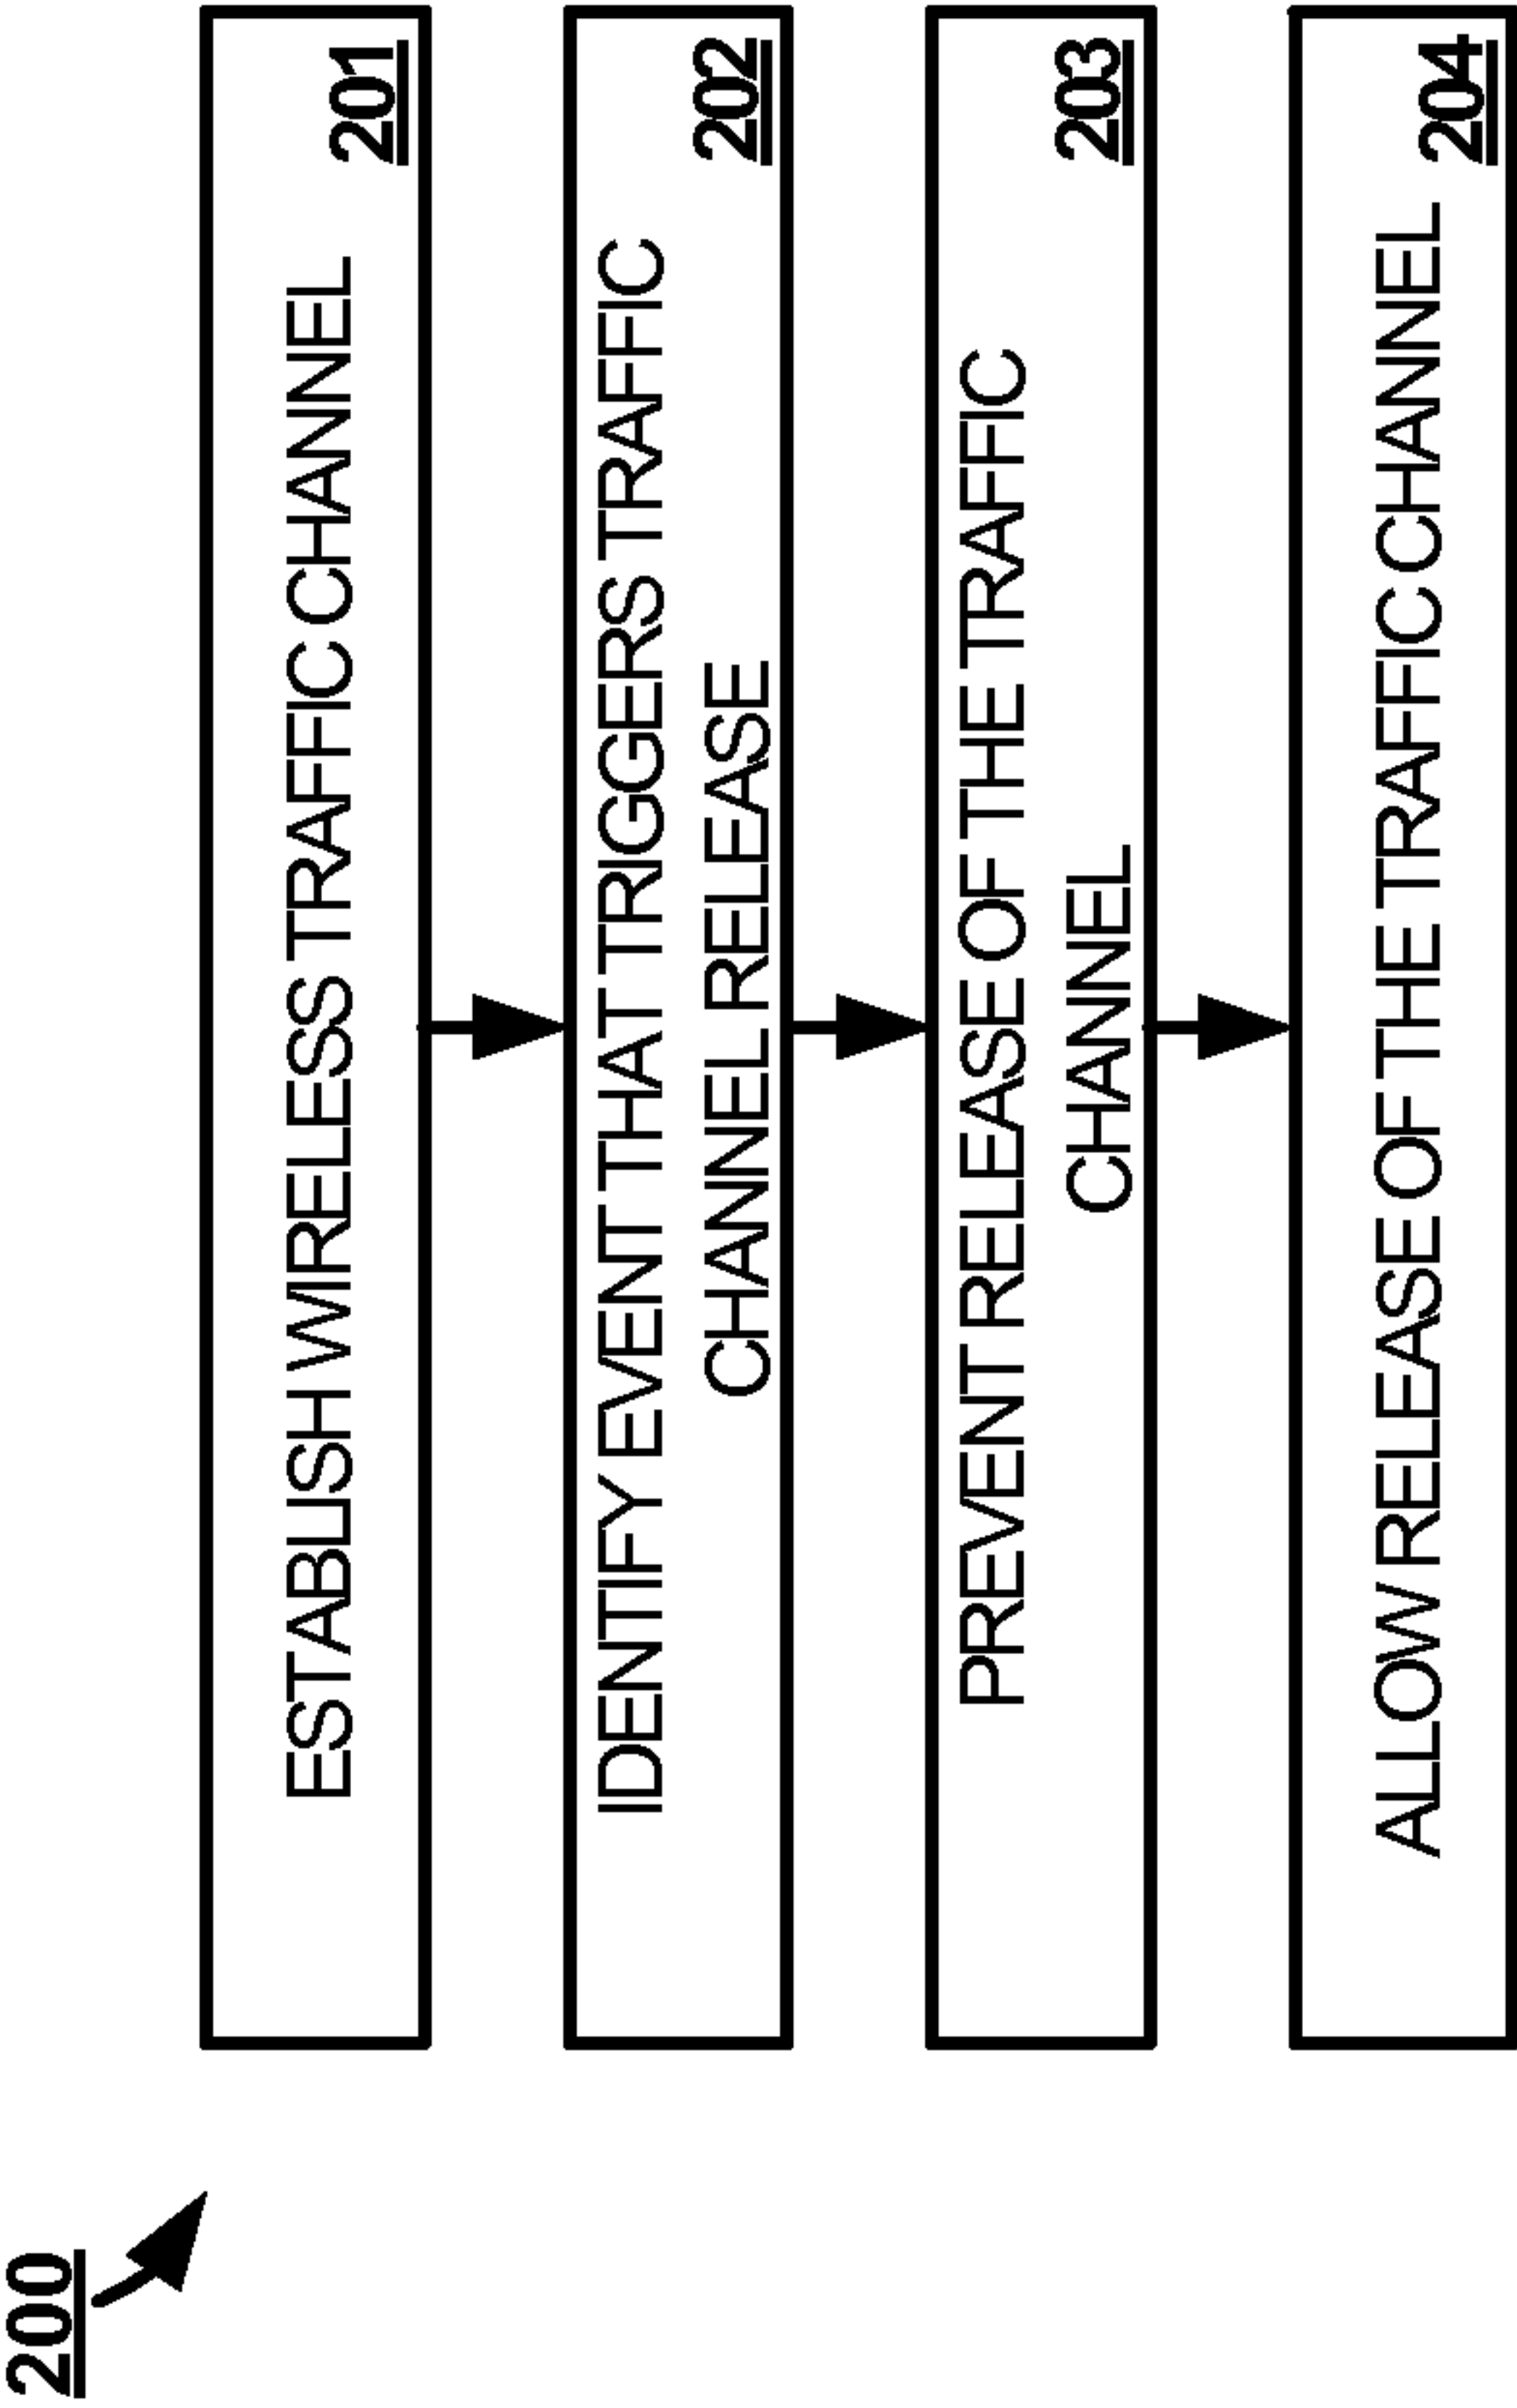 200
ESTABLISH WIRELESS TRAFFIC CHANNEL
201
IDENTIFY EVENT THAT TRIGGERS TRAFFIC
CHANNEL RELEASE
202
PREVENT RELEASE OF THE TRAFFIC
CHANNEL
203
ALLOW RELEASE OF THE TRAFFIC CHANNEL
204